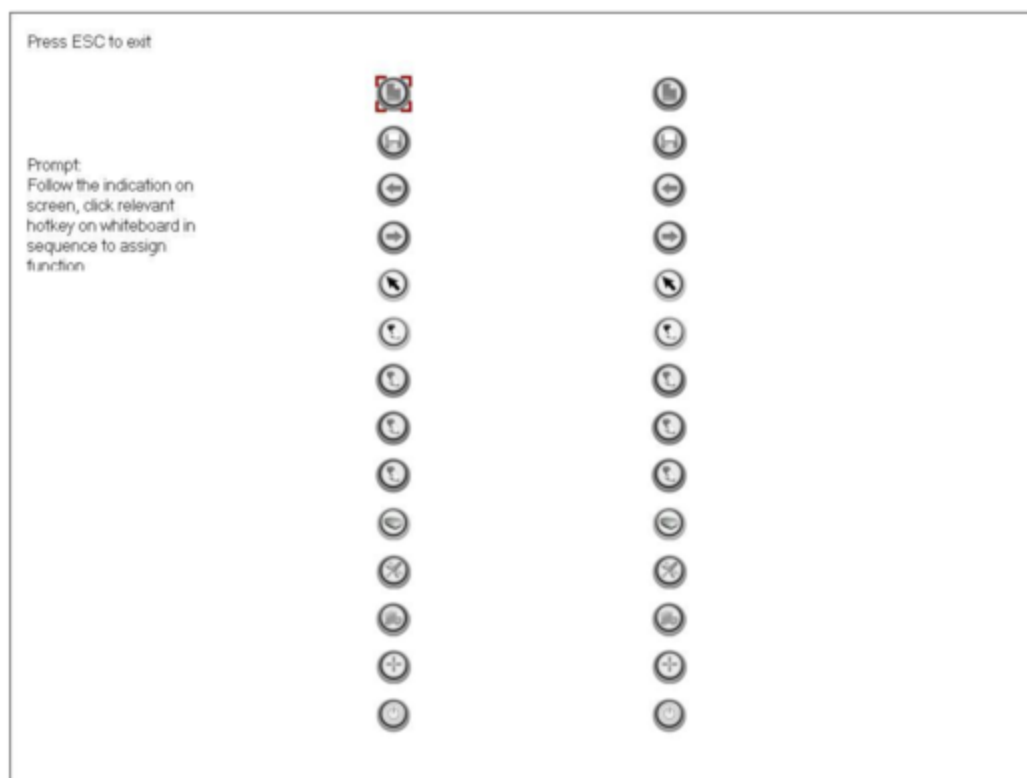 Press ESC to exit
Prompt:
Follow the indication on
screen, click relevant
hotkey on whiteboard in
sequence to assign
function